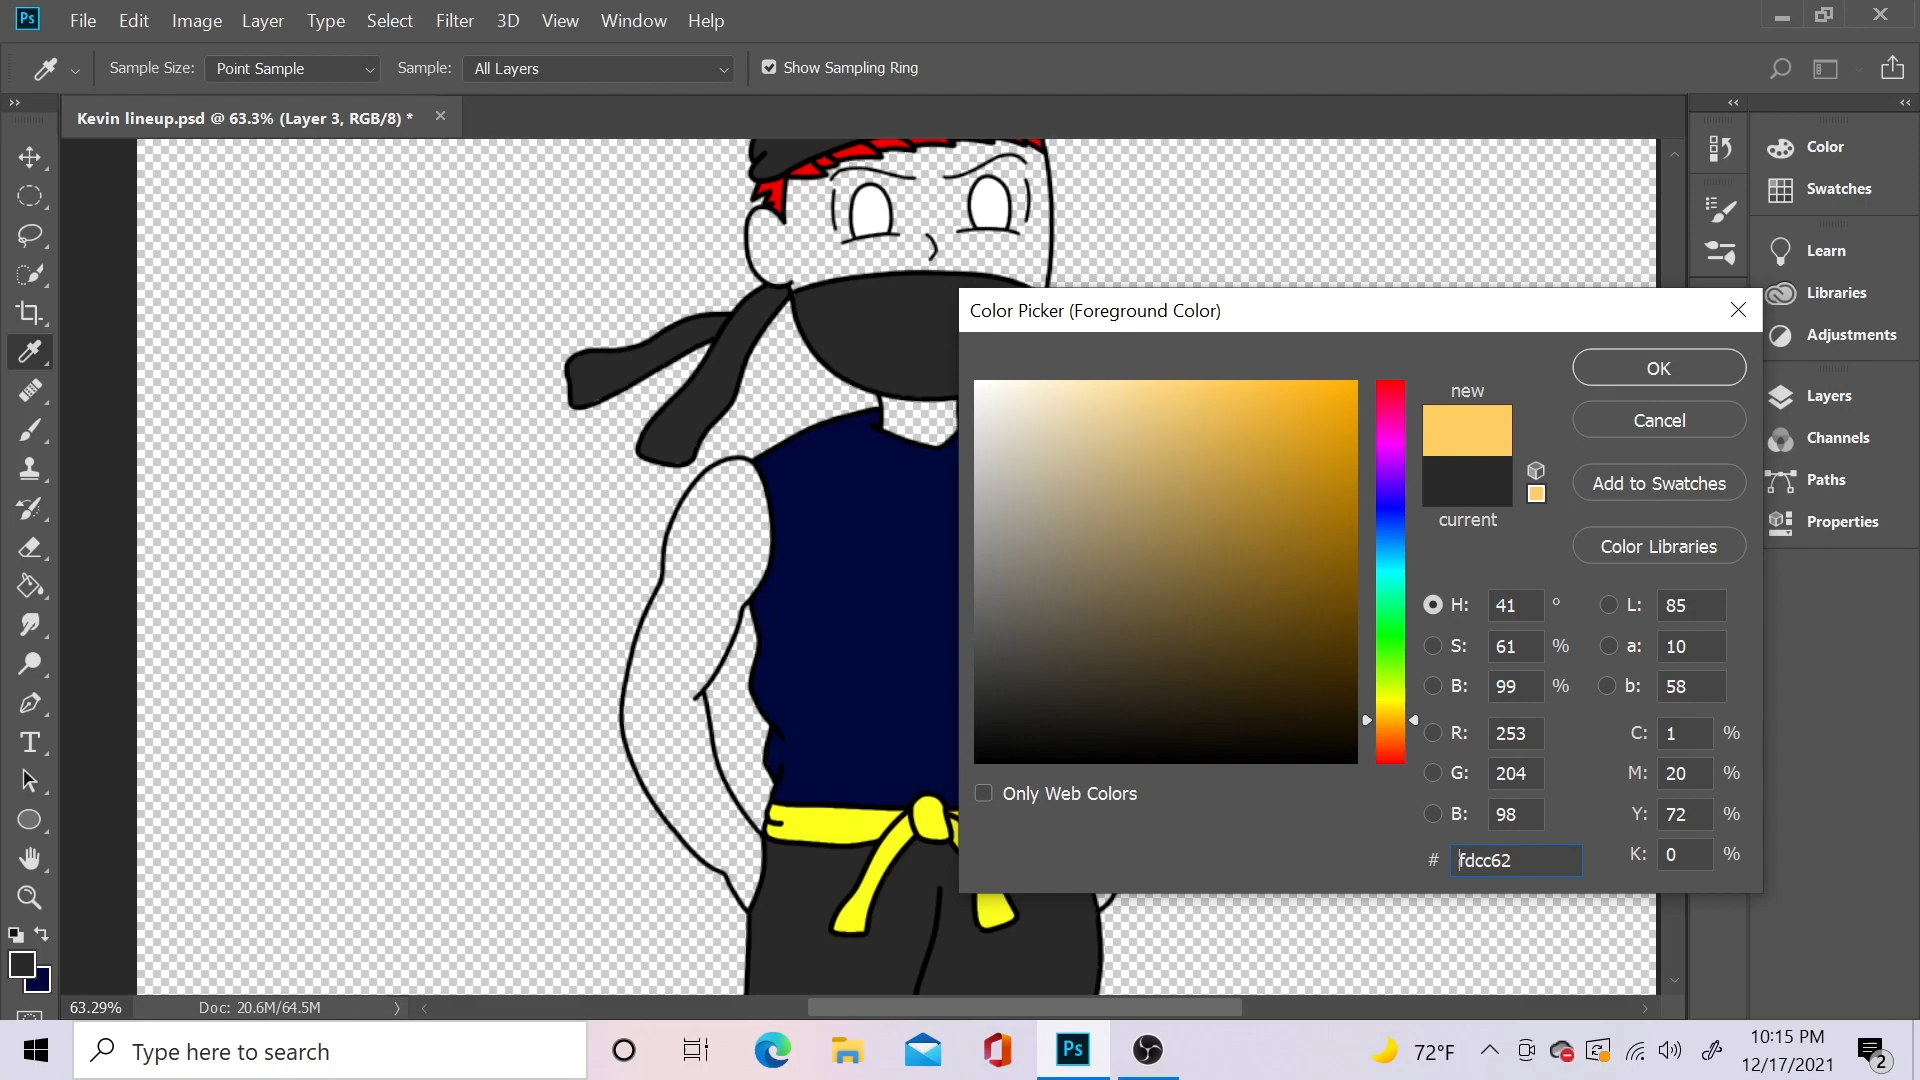 Ps File Edit Image Layer Type Select Filter 3D View Window Help
Sample Size: Point Sample Sample: All Layers Show Sampling Ring
Kevin lineup.psd @ 63.3% (Layer 3, RGB/8) *
Color
Swatches
Learn
Libraries
Adjustments
Layers
Channels
Paths
Properties
Color Picker (Foreground Color)
new
current
OK
Cancel
Add to Swatches
Color Libraries
H: 41 ° L: 85
S: 61 % a: 10
B: 99 % b: 58
R: 253 C: 1 %
G: 204 M: 20 %
B: 98 Y: 72 %
# fdcc62 K: 0 %
Only Web Colors
63.29% Doc: 20.6M/64.5M
Type here to search
Ps
72°F
10:15 PM
12/17/2021
2